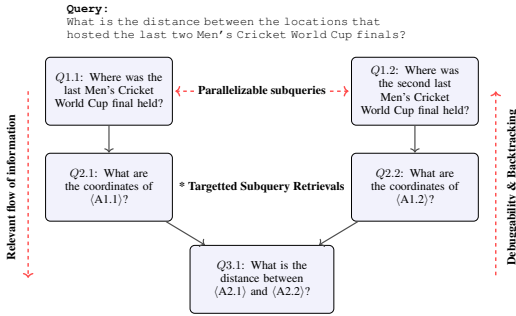 Query:
What is the distance between the locations that
hosted the last two Men's Cricket World Cup finals?
Q1.1: Where was the
last Men's Cricket
World Cup final held?
Parallelizable subqueries
Q1.2: Where was
the second last
Men's Cricket
World Cup final held?
Relevant flow of information
Debuggability & Backtracking
Q2.1: What are
the coordinates of
⟨A1.1⟩?
* Targetted Subquery Retrievals
Q2.2: What are
the coordinates of
⟨A1.2⟩?
Q3.1: What is the
distance between
⟨A2.1⟩ and ⟨A2.2⟩?